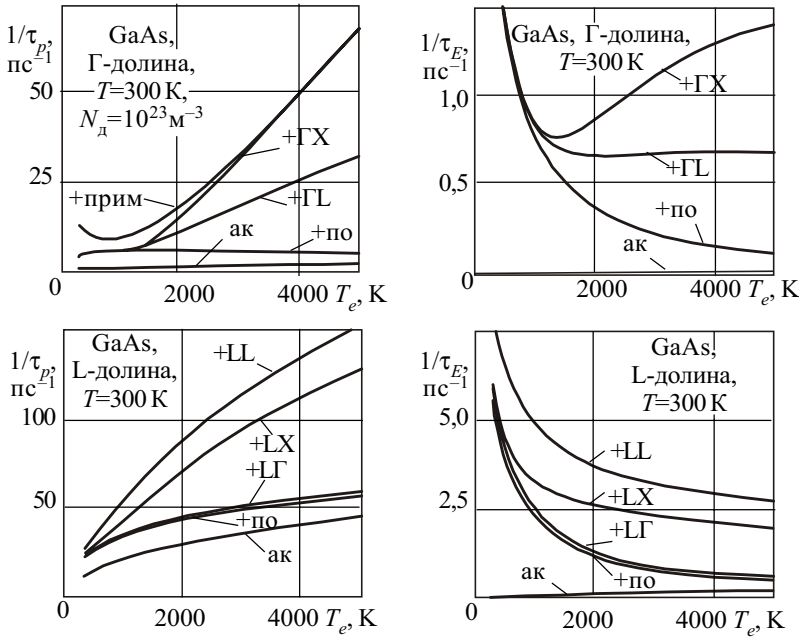 1/τp,
пс⁻¹
GaAs,
Г-долина,
T=300 К,
Nд=10²³м⁻³
50
25
0
+прим
+ГX
+ГL
+по
ак
2000
4000 Te, К
1/τE,
пс⁻¹
GaAs, Г-долина,
T=300 К
1,0
0,5
0
+ГX
+ГL
+по
ак
0
2000
4000 Te, К
1/τp,
пс⁻¹
GaAs,
L-долина,
T=300 К
100
50
0
+LL
+LX
+LГ
+по
ак
0
2000
4000 Te, К
1/τE,
пс⁻¹
GaAs,
L-долина,
T=300 К
5,0
2,5
0
+LL
+LX
+LГ
+по
ак
0
2000
4000 Te, К